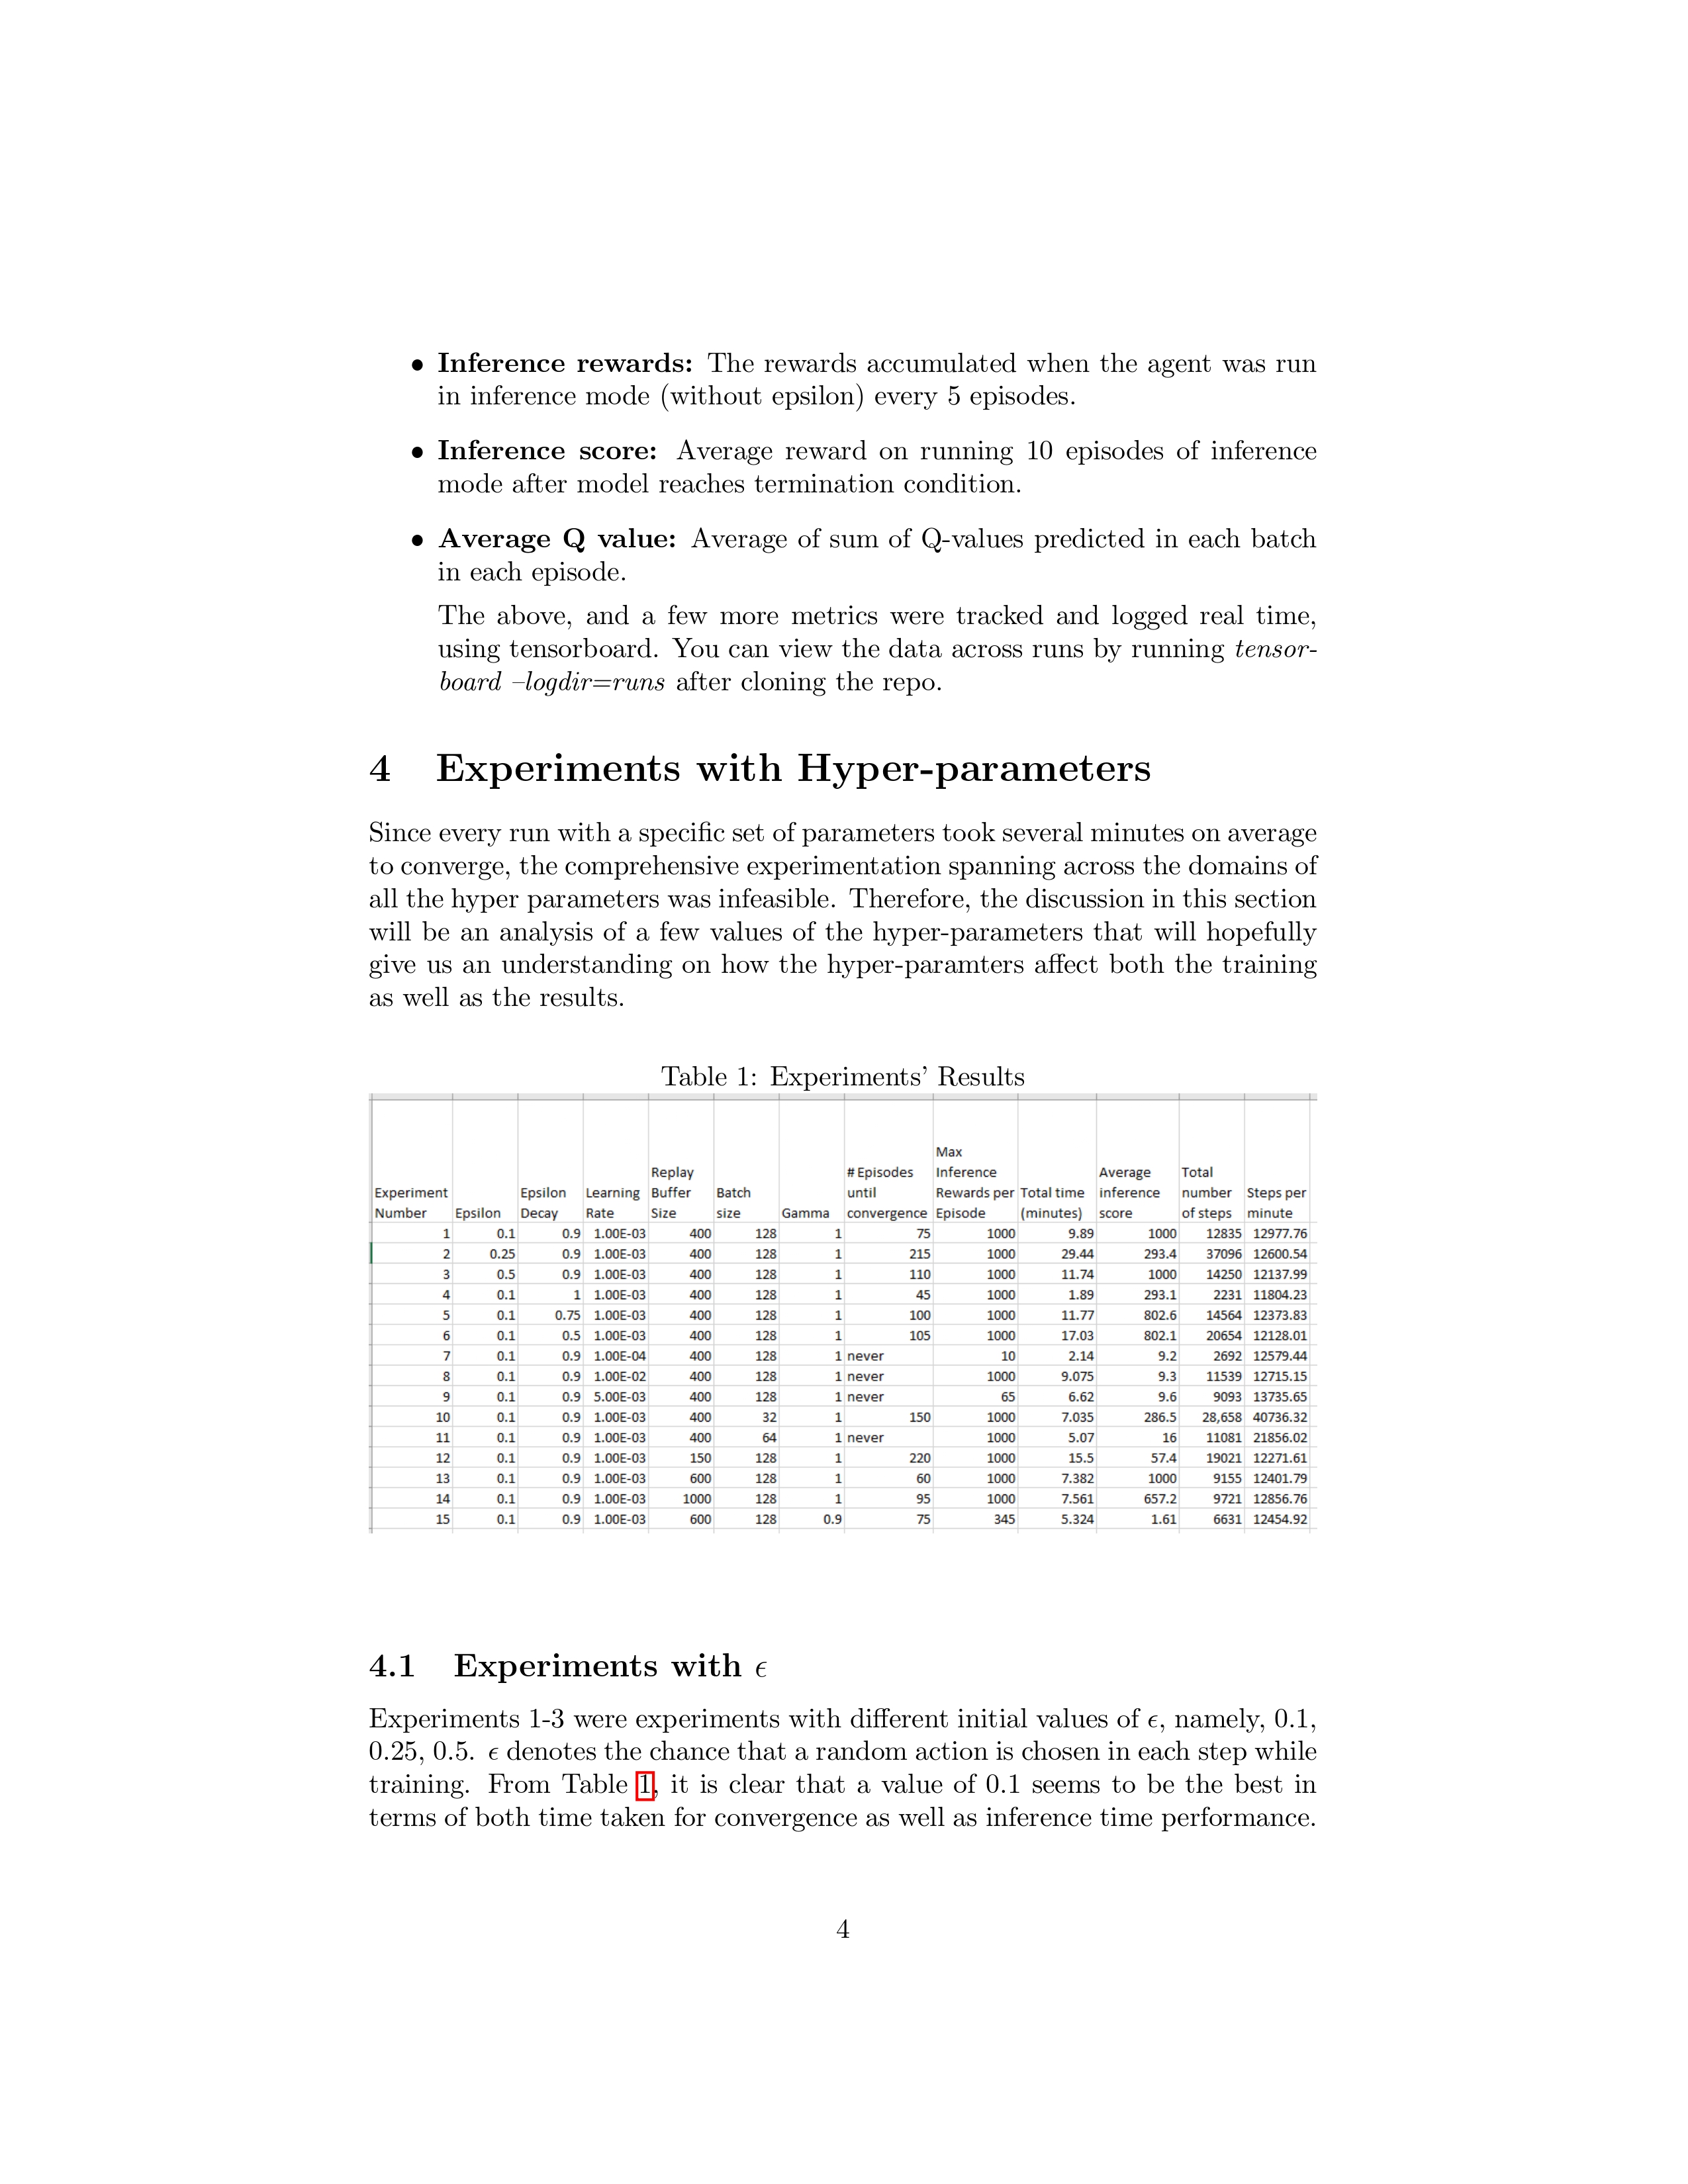 • Inference rewards: The rewards accumulated when the agent was run
in inference mode (without epsilon) every 5 episodes.
• Inference score: Average reward on running 10 episodes of inference
mode after model reaches termination condition.
• Average Q value: Average of sum of Q-values predicted in each batch
in each episode.
The above, and a few more metrics were tracked and logged real time,
using tensorboard. You can view the data across runs by running tensor-
board –logdir=runs after cloning the repo.
4 Experiments with Hyper-parameters
Since every run with a specific set of parameters took several minutes on average
to converge, the comprehensive experimentation spanning across the domains of
all the hyper parameters was infeasible. Therefore, the discussion in this section
will be an analysis of a few values of the hyper-parameters that will hopefully
give us an understanding on how the hyper-paramters affect both the training
as well as the results.
Table 1: Experiments' Results
Max
Replay # Episodes Inference Average Total
Experiment Epsilon Learning Buffer Batch until Rewards per Total time inference number Steps per
Number Epsilon Decay Rate Size size Gamma convergence Episode (minutes) score of steps minute
1 0.1 0.9 1.00E-03 400 128 1 75 1000 9.89 1000 12835 12977.76
2 0.25 0.9 1.00E-03 400 128 1 215 1000 29.44 293.4 37096 12600.54
3 0.5 0.9 1.00E-03 400 128 1 110 1000 11.74 1000 14250 12137.99
4 0.1 1 1.00E-03 400 128 1 45 1000 1.89 293.1 2231 11804.23
5 0.1 0.75 1.00E-03 400 128 1 100 1000 11.77 802.6 14564 12373.83
6 0.1 0.5 1.00E-03 400 128 1 105 1000 17.03 802.1 20654 12128.01
7 0.1 0.9 1.00E-04 400 128 1 never 10 2.14 9.2 2692 12579.44
8 0.1 0.9 1.00E-02 400 128 1 never 1000 9.075 9.3 11539 12715.15
9 0.1 0.9 5.00E-03 400 128 1 never 65 6.62 9.6 9093 13735.65
10 0.1 0.9 1.00E-03 400 32 1 150 1000 7.035 286.5 28,658 40736.32
11 0.1 0.9 1.00E-03 400 64 1 never 1000 5.07 16 11081 21856.02
12 0.1 0.9 1.00E-03 150 128 1 220 1000 15.5 57.4 19021 12271.61
13 0.1 0.9 1.00E-03 600 128 1 60 1000 7.382 1000 9155 12401.79
14 0.1 0.9 1.00E-03 1000 128 1 95 1000 7.561 657.2 9721 12856.76
15 0.1 0.9 1.00E-03 600 128 0.9 75 345 5.324 1.61 6631 12454.92
4.1 Experiments with ϵ
Experiments 1-3 were experiments with different initial values of ϵ, namely, 0.1,
0.25, 0.5. ϵ denotes the chance that a random action is chosen in each step while
training. From Table 1, it is clear that a value of 0.1 seems to be the best in
terms of both time taken for convergence as well as inference time performance.
4